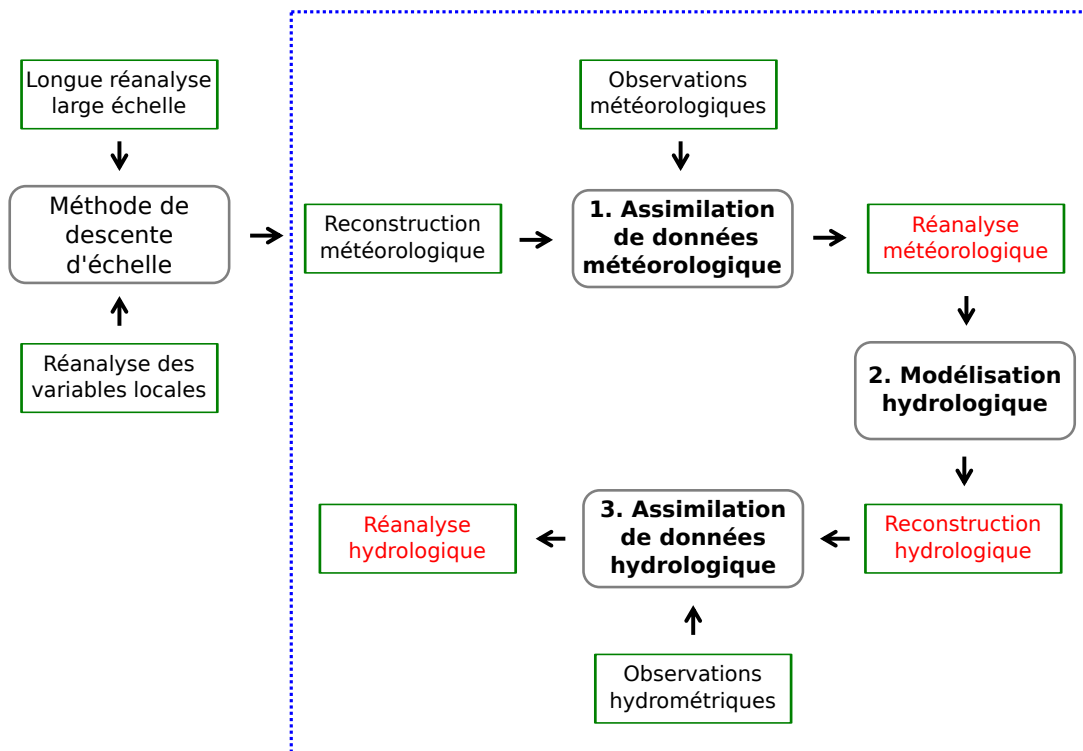 Longue réanalyse
large échelle
Méthode de
descente
d'échelle
Réanalyse des
variables locales
Observations
météorologiques
Reconstruction
météorologique
1. Assimilation
de données
météorologique
Réanalyse
météorologique
2. Modélisation
hydrologique
Reconstruction
hydrologique
3. Assimilation
de données
hydrologique
Réanalyse
hydrologique
Observations
hydrométriques